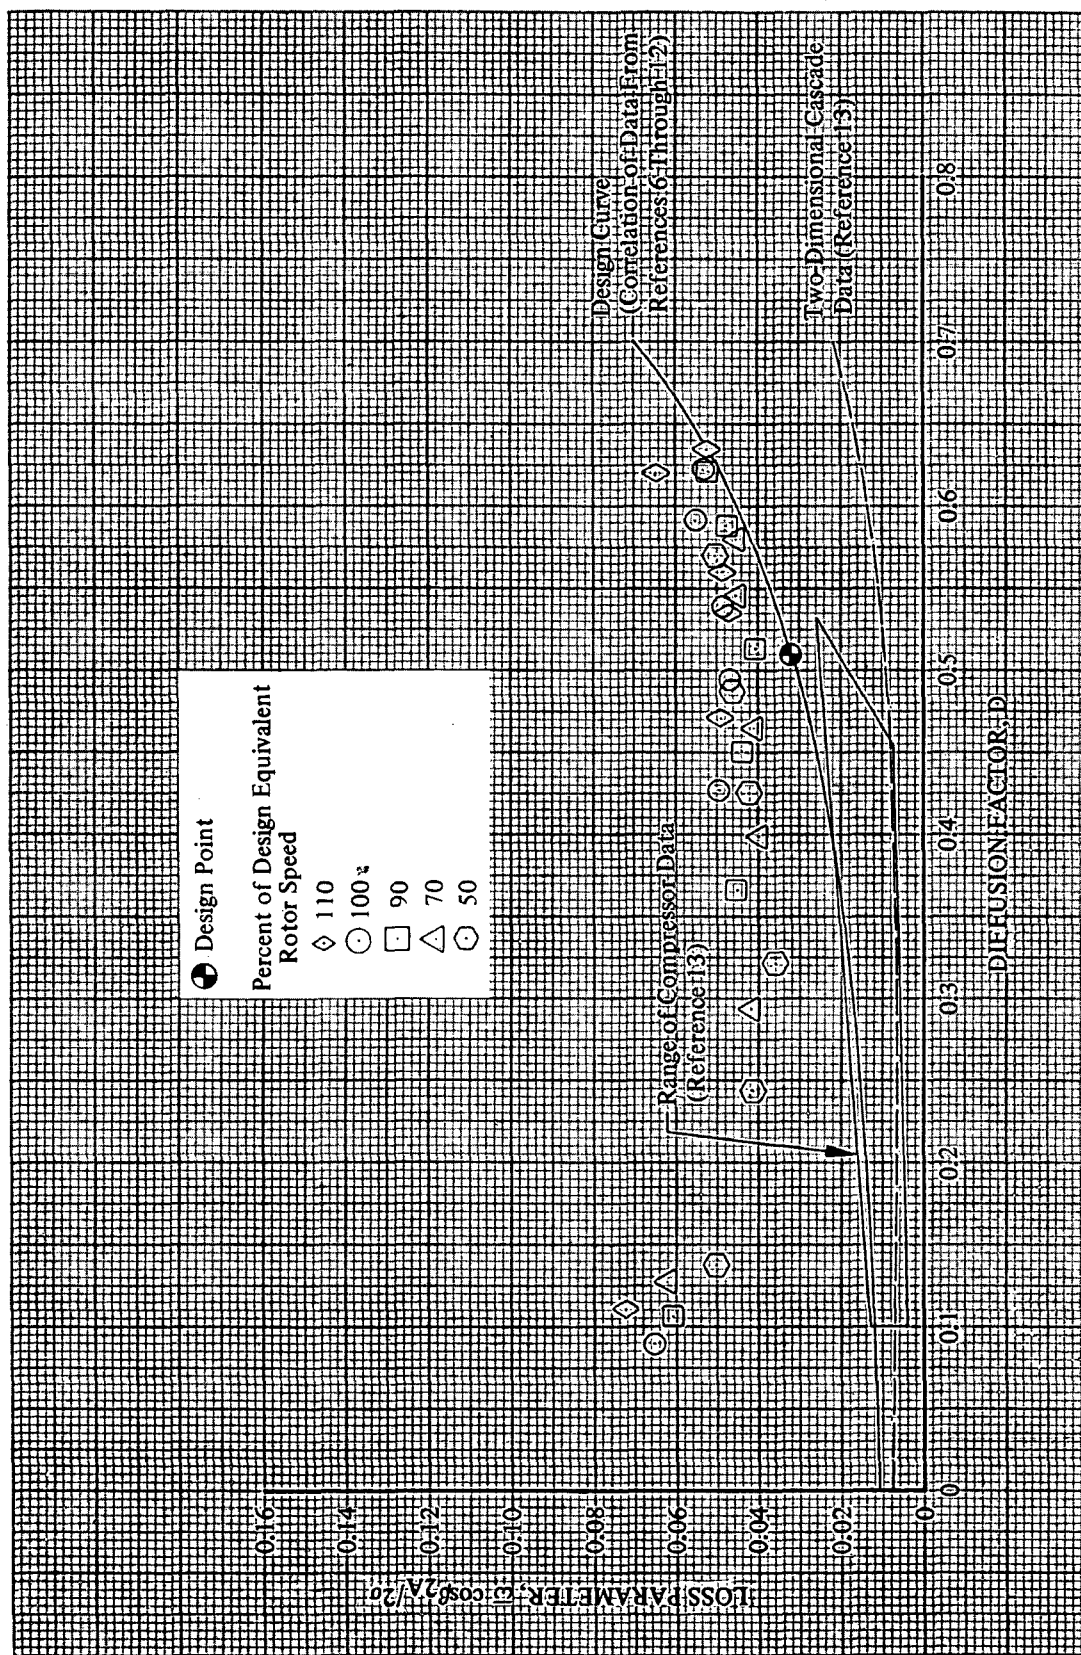 Design Point
Percent of Design Equivalent
Rotor Speed
110
100%
90
70
50
Design Curve
(Correlation of Data From
References 6 Through 12)
Two-Dimensional Cascade
Data (Reference 13)
Range of Compressor Data
(Reference 13)
0.16
0.14
0.12
0.10
0.08
0.06
0.04
0.02
0
LOSS PARAMETER, ω̅ cosβ2A/2σ
0
0.1
0.2
0.3
0.4
0.5
0.6
0.7
0.8
DIFFUSION FACTOR, D